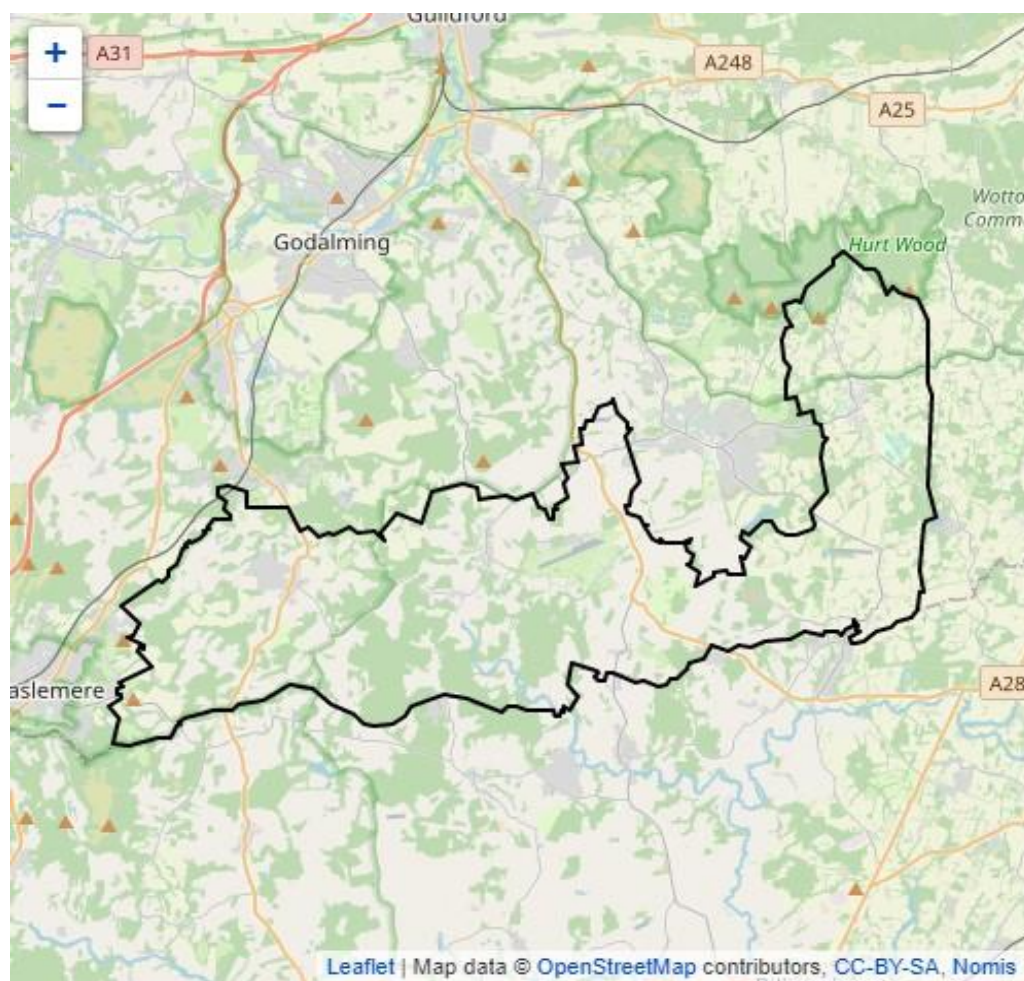 Guildford
+
A31
−
A248
A25
Wotto
Comm
Godalming
Hurt Wood
aslemere
A28
Leaflet | Map data © OpenStreetMap contributors, CC-BY-SA, Nomis